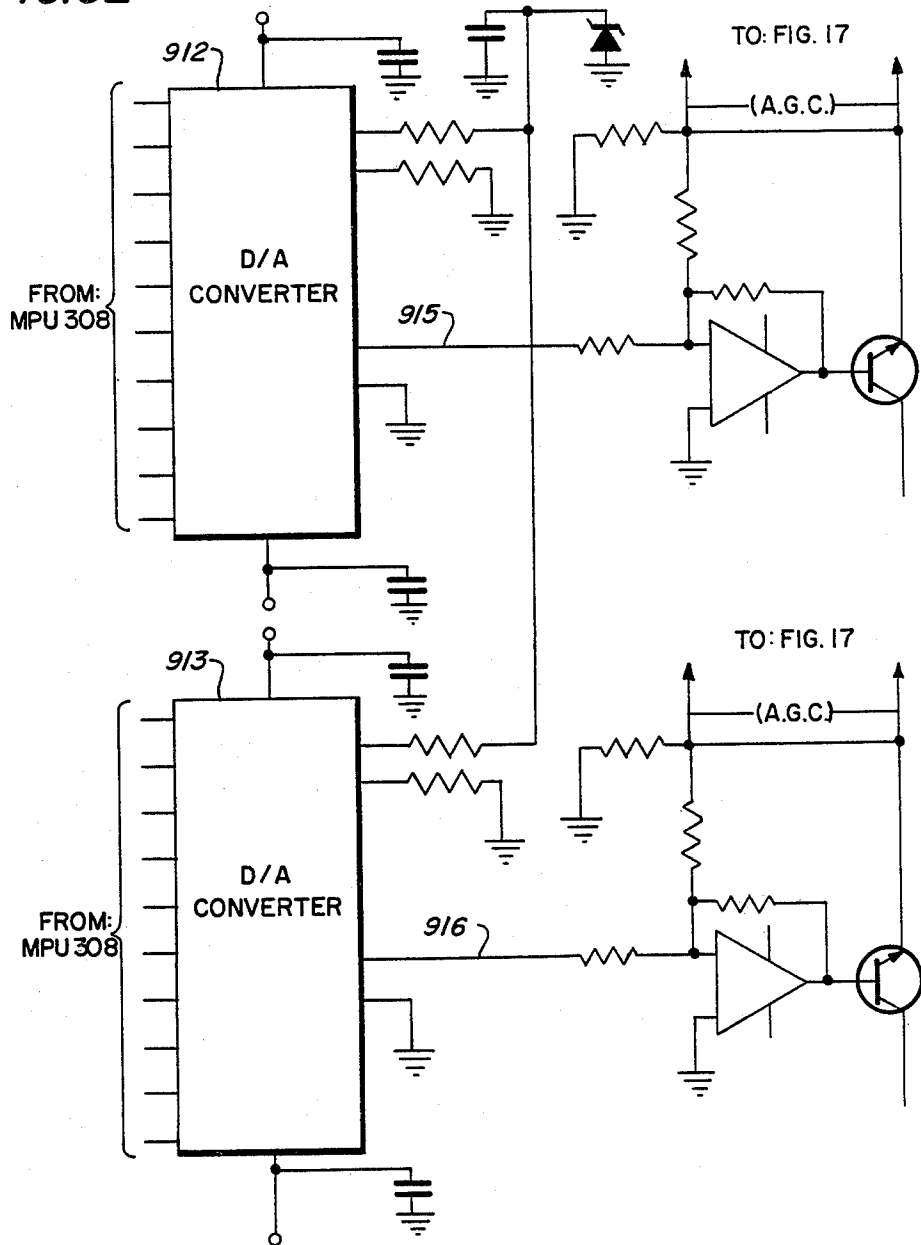 912
TO: FIG. 17
(A.G.C.)
D/A
CONVERTER
FROM:
MPU 308
915
TO: FIG. 17
913
(A.G.C.)
D/A
CONVERTER
FROM:
MPU 308
916